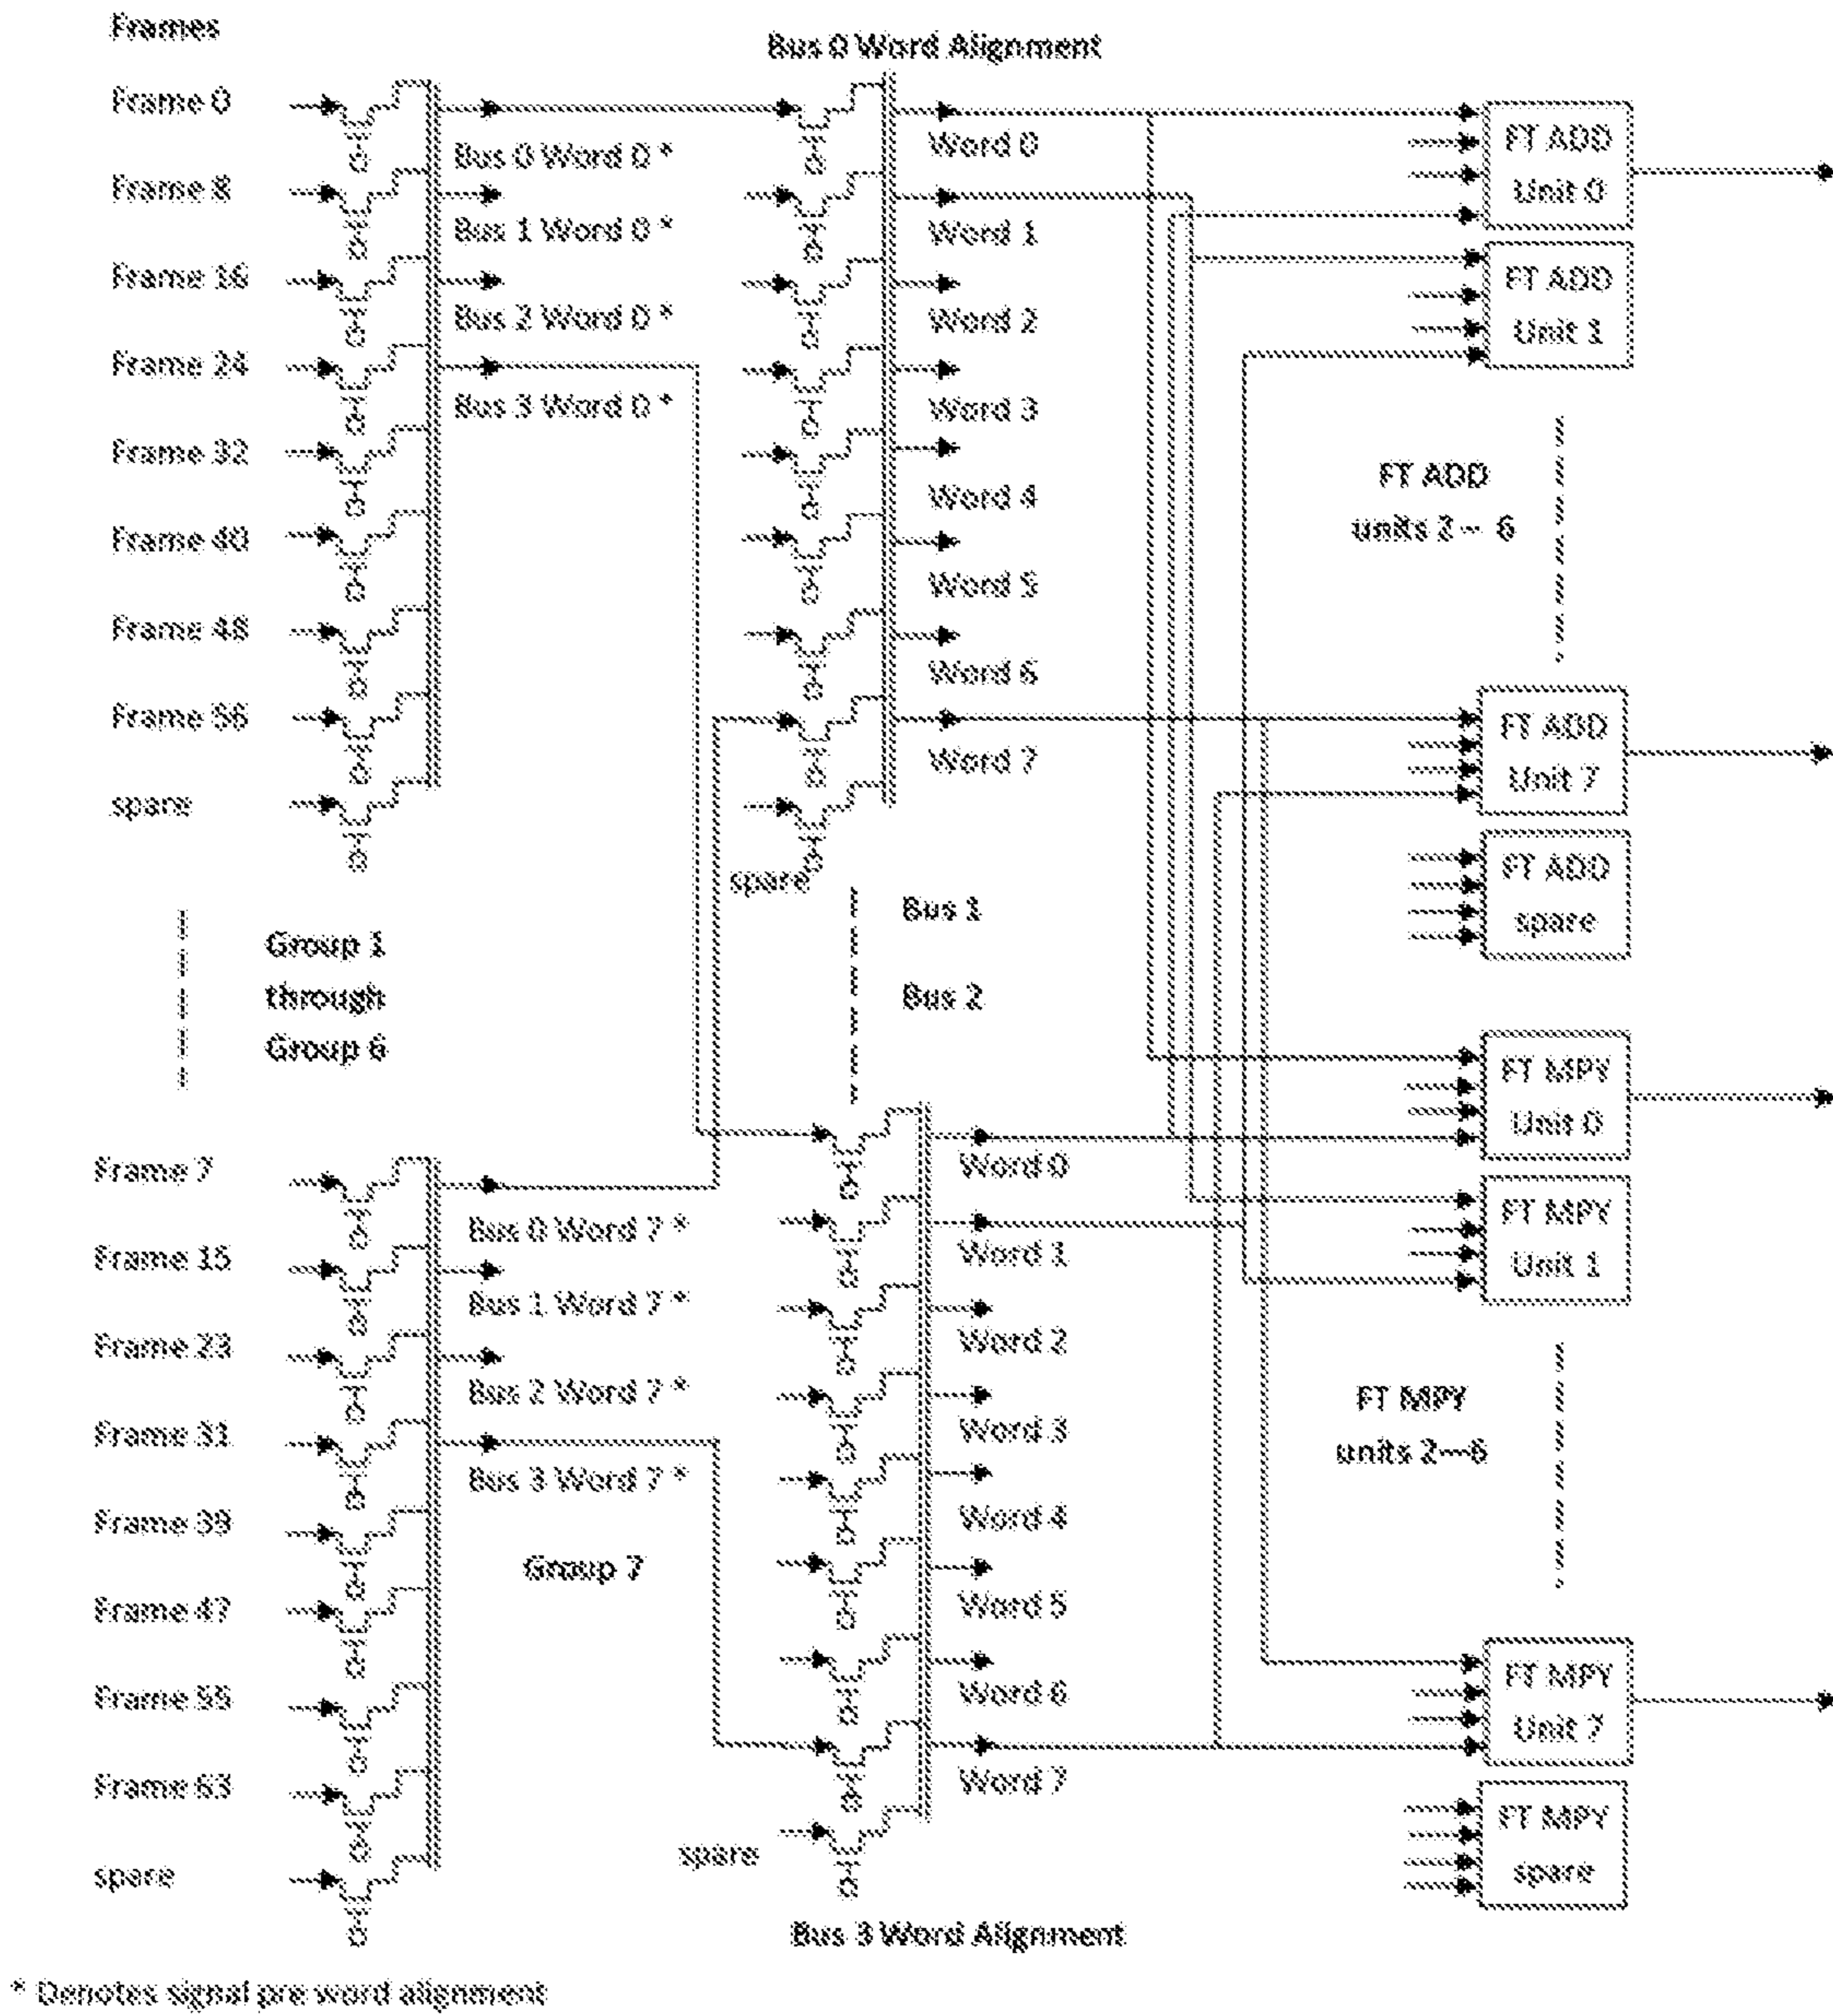 Frames
Frame 0
Frame 8
Frame 16
Frame 24
Frame 32
Frame 40
Frame 48
Frame 56
spare
Bus 0 Word 0 *
Bus 1 Word 0 *
Bus 2 Word 0 *
Bus 3 Word 0 *
Bus 0 Word Alignment
Word 0
Word 1
Word 2
Word 3
Word 4
Word 5
Word 6
Word 7
spare
FT ADD
Unit 0
FT ADD
Unit 1
FT ADD
units 2 — 6
FT ADD
Unit 7
FT ADD
spare
Group 1
through
Group 6
Bus 1
Bus 2
Frame 7
Frame 15
Frame 23
Frame 31
Frame 39
Frame 47
Frame 55
Frame 63
spare
Bus 0 Word 7 *
Bus 1 Word 7 *
Bus 2 Word 7 *
Bus 3 Word 7 *
Group 7
Word 0
Word 1
Word 2
Word 3
Word 4
Word 5
Word 6
Word 7
spare
Bus 3 Word Alignment
FT MPY
Unit 0
FT MPY
Unit 1
FT MPY
units 2—6
FT MPY
Unit 7
FT MPY
spare
* Denotes signal pre word alignment